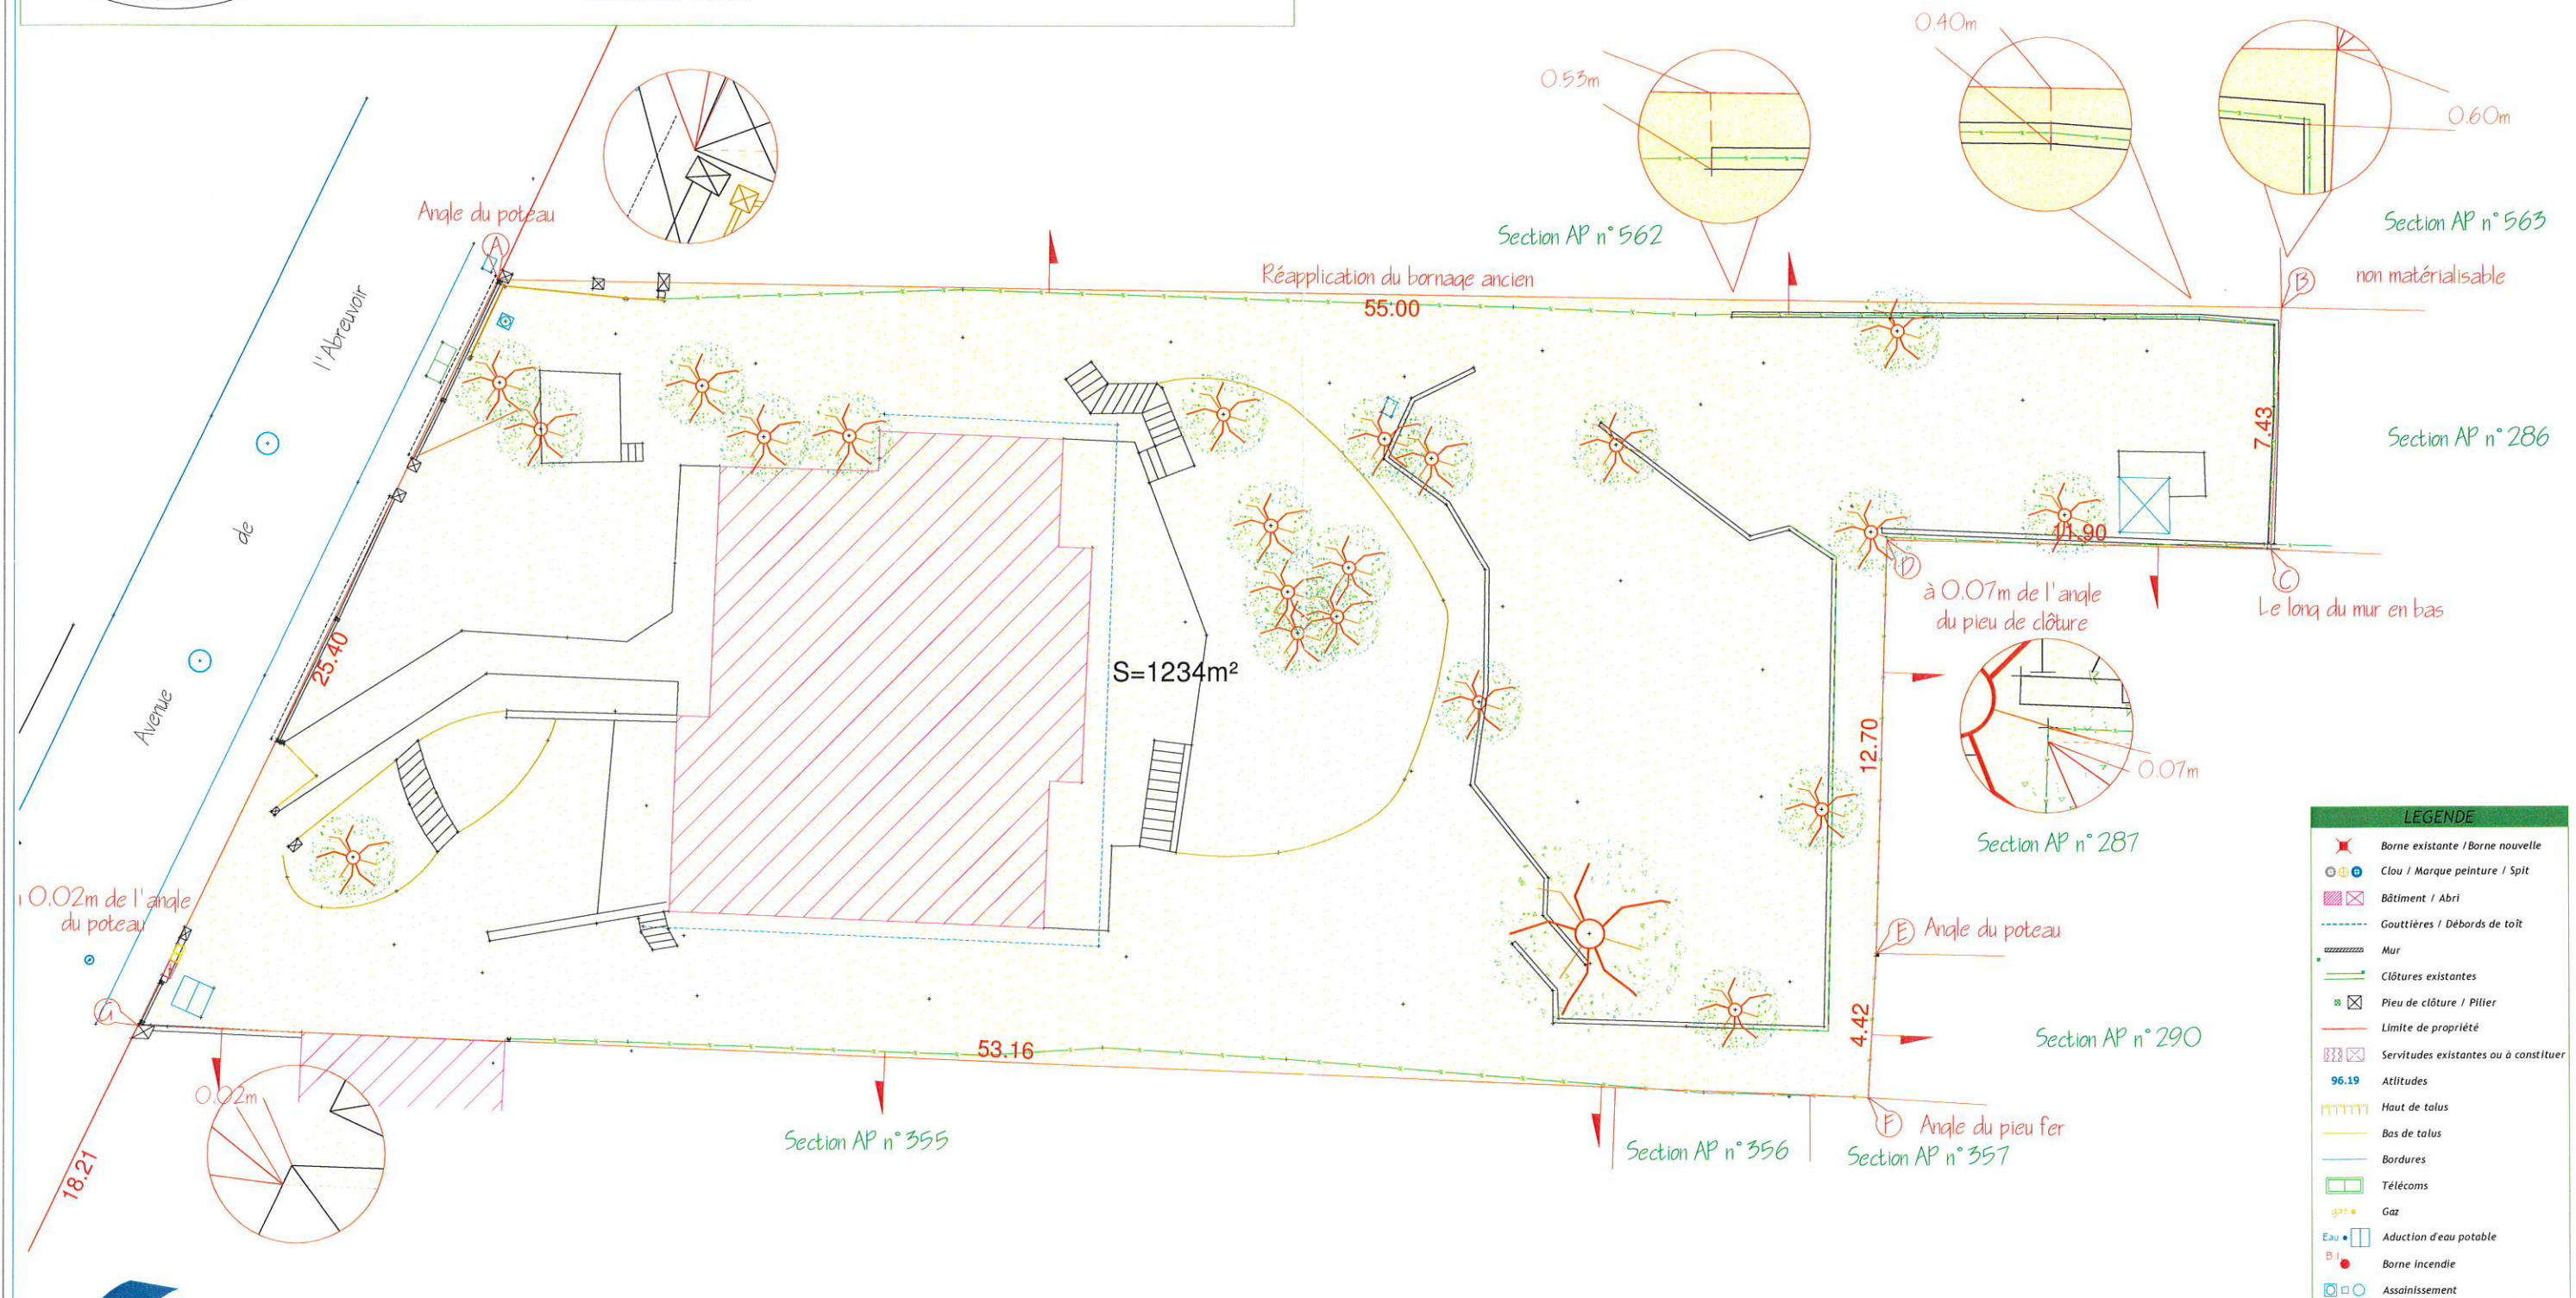 0.40m
0.53m
0.60m
Angle du poteau
A
Section AP n°562
Section AP n°563
Réapplication du bornage ancien
55.00
B
non matérialisable
l'Abreuvoir
de
Avenue
7.43
Section AP n°286
11.90
D
C
à 0.07m de l'angle
du pieu de clôture
Le long du mur en bas
25.40
S=1234m²
12.70
0.07m
Section AP n°287
0.02m de l'angle
du poteau
E
Angle du poteau
G
4.42
Section AP n°290
53.16
0.02m
F
Angle du pieu fer
Section AP n°355
Section AP n°356
Section AP n°357
18.21
LEGENDE
Borne existante / Borne nouvelle
Clou / Marque peinture / Spit
Bâtiment / Abri
Gouttières / Débords de toît
Mur
Clôtures existantes
Pieu de clôture / Pilier
Limite de propriété
Servitudes existantes ou à constituer
96.19 Atlitudes
Haut de talus
Bas de talus
Bordures
Télécoms
gaz Gaz
Eau Aduction d'eau potable
B.I Borne incendie
Assainissement